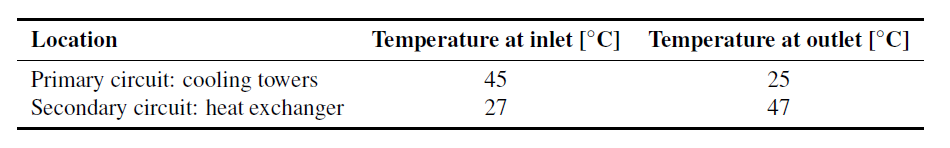 Location Temperature at inlet [°C] Temperature at outlet [°C]
Primary circuit: cooling towers 45 25
Secondary circuit: heat exchanger 27 47